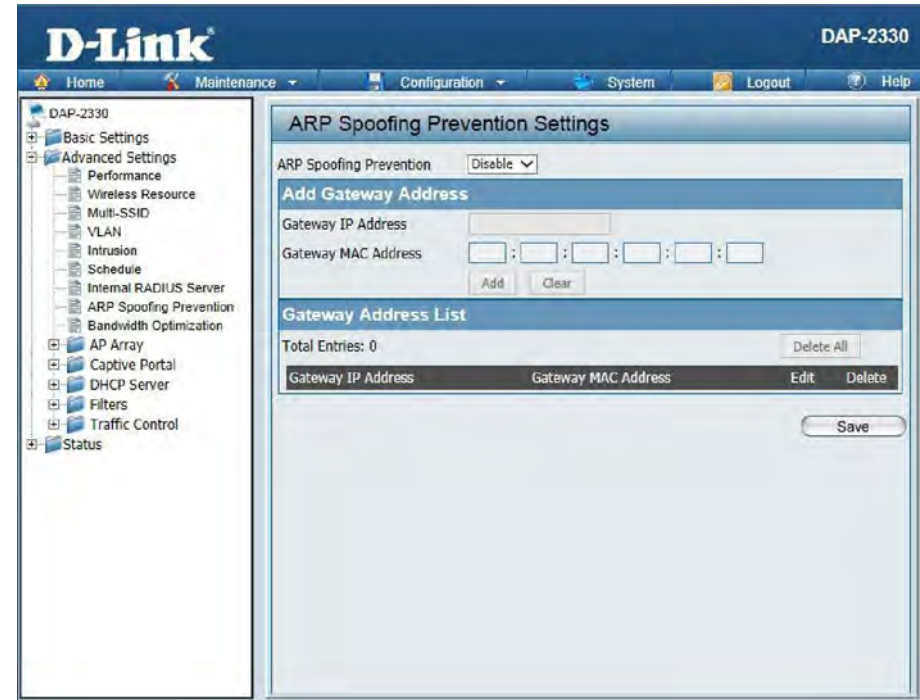 D-Link
DAP-2330
Home Maintenance Configuration System Logout Help
DAP-2330
Basic Settings
Advanced Settings
Performance
Wireless Resource
Multi-SSID
VLAN
Intrusion
Schedule
Internal RADIUS Server
ARP Spoofing Prevention
Bandwidth Optimization
AP Array
Captive Portal
DHCP Server
Filters
Traffic Control
Status
ARP Spoofing Prevention Settings
ARP Spoofing Prevention Disable
Add Gateway Address
Gateway IP Address
Gateway MAC Address : : : : :
Add Clear
Gateway Address List
Total Entries: 0 Delete All
Gateway IP Address Gateway MAC Address Edit Delete
Save